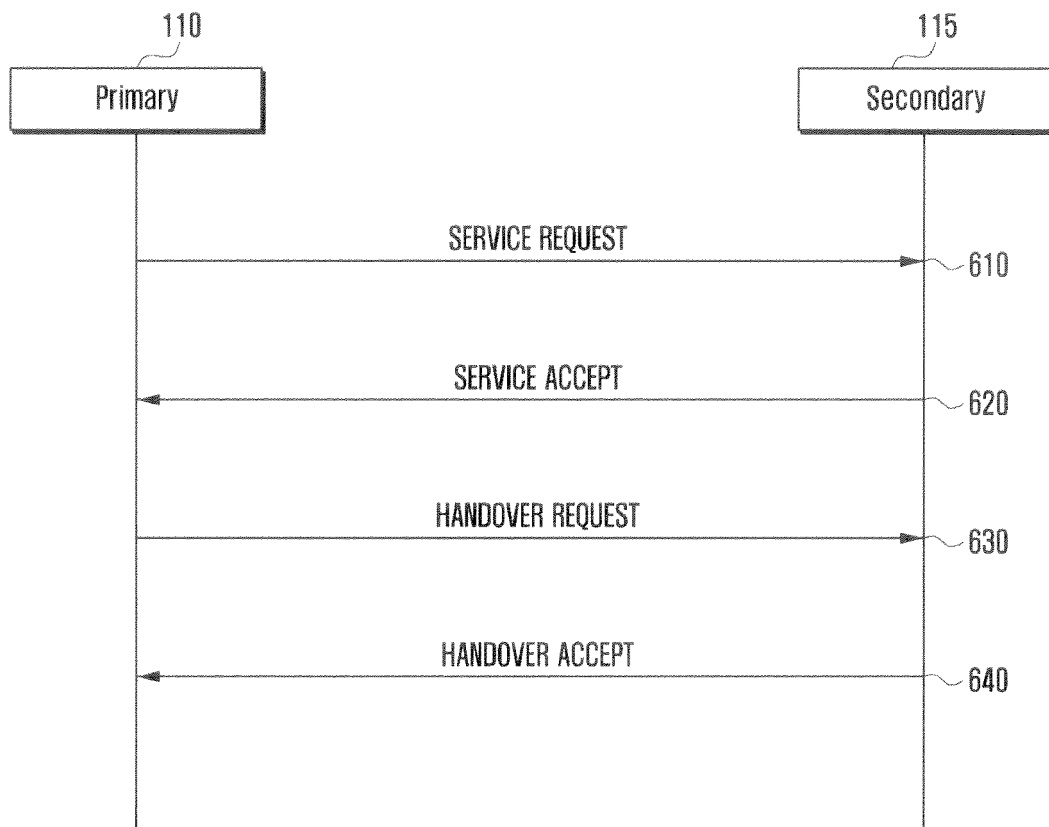 110
115
Primary
Secondary
SERVICE REQUEST
610
SERVICE ACCEPT
620
HANDOVER REQUEST
630
HANDOVER ACCEPT
640